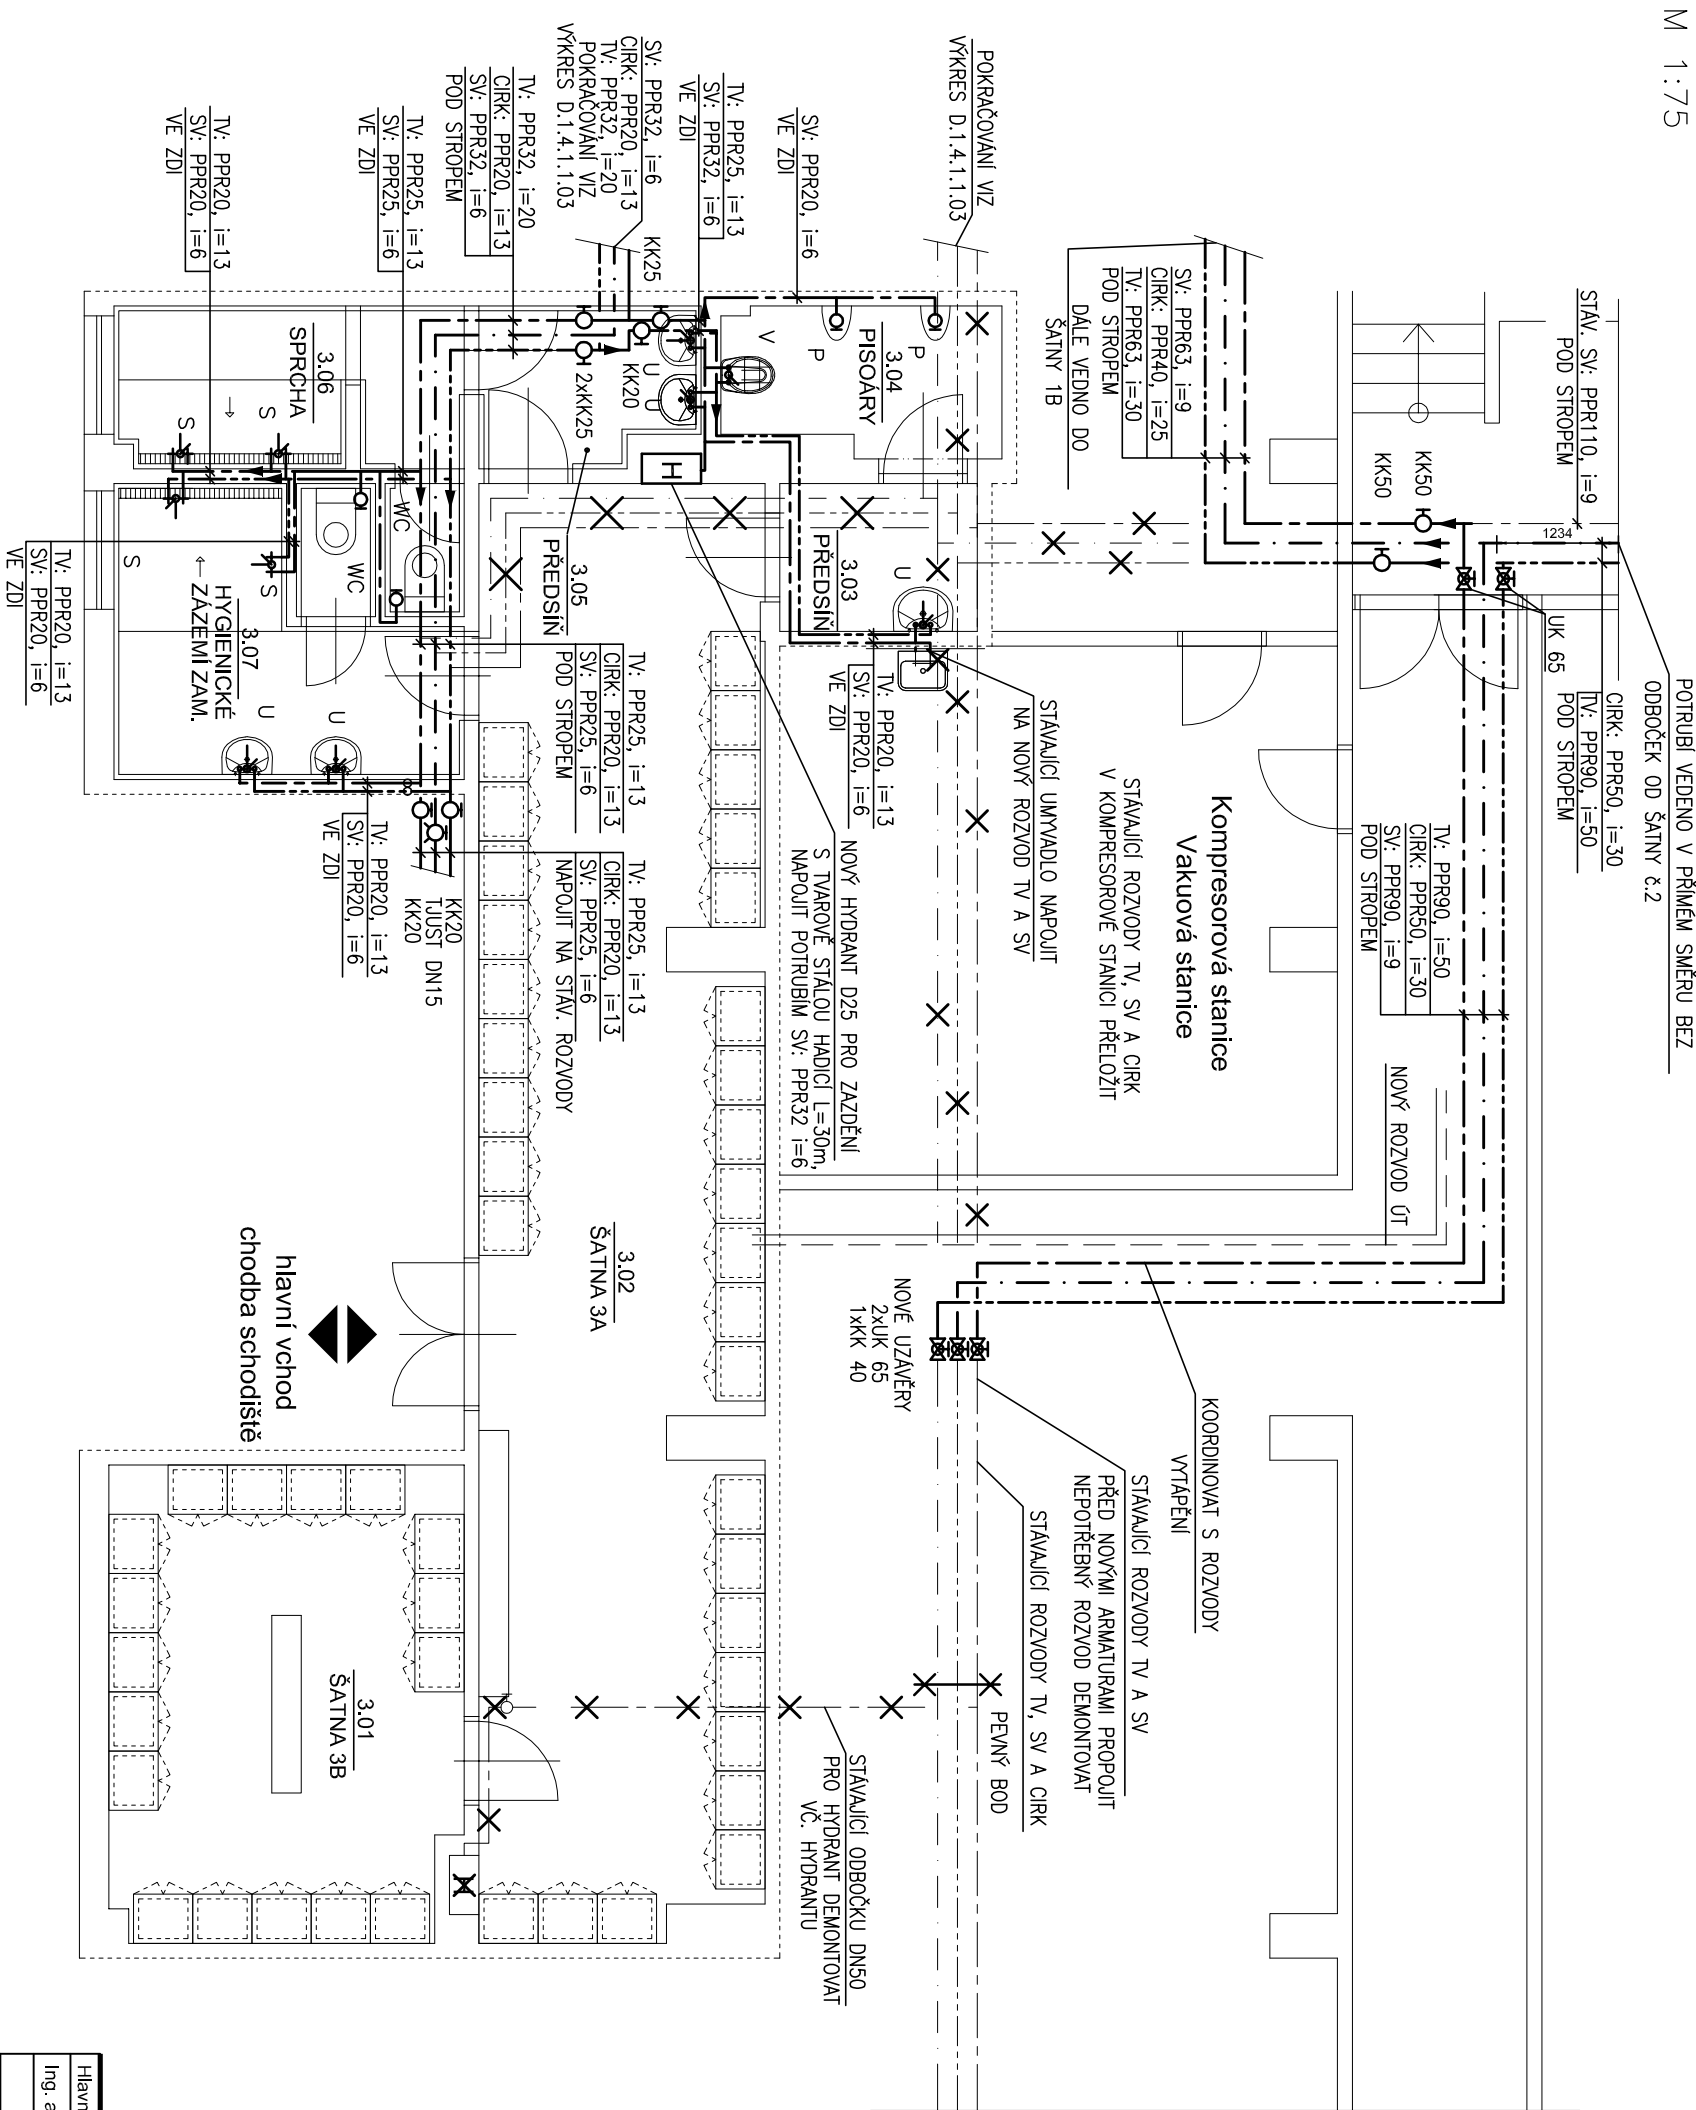 M 1:75
POTRUBÍ VEDENO V PŘÍMÉM SMĚRU BEZ
ODBOČEK OD ŠATNY č.2
STÁV. SV: PPR110, i=9
POD STROPEM
CIRK: PPR50, i=30
TV: PPR90, i=50
POD STROPEM
UK 65
1234
KK50
KK50
TV: PPR90, i=50
CIRK: PPR50, i=30
SV: PPR90, i=9
POD STROPEM
NOVÝ ROZVOD ÚT
SV: PPR63, i=9
CIRK: PPR40, i=25
TV: PPR63, i=30
POD STROPEM
DÁLE VEDNO DO
ŠATNY 1B
Kompresorová stanice
Vakuová stanice
STÁVAJÍCÍ ROZVODY TV, SV A CIRK
V KOMPRESOROVÉ STANICI PŘELOŽIT
KOORDINOVAT S ROZVODY
VYTÁPĚNÍ
STÁVAJÍCÍ ROZVODY TV A SV
PŘED NOVÝMI ARMATURAMI PROPOJIT
NEPOTŘEBNÝ ROZVOD DEMONTOVAT
STÁVAJÍCÍ ROZVODY TV, SV A CIRK
PEVNÝ BOD
POKRAČOVÁNÍ VIZ
VÝKRES D.1.4.1.1.03
STÁVAJÍCÍ UMYVADLO NAPOJIT
NA NOVÝ ROZVOD TV A SV
NOVÉ UZÁVĚRY
2xUK 65
1xKK 40
P
P
V
3.04
PISOÁRY
U
3.03
PŘEDSÍŇ
TV: PPR20, i=13
SV: PPR20, i=6
VE ZDI
NOVÝ HYDRANT D25 PRO ZAZDĚNÍ
S TVAROVĚ STÁLOU HADICÍ L=30m,
NAPOJIT POTRUBÍM SV: PPR32 i=6
STÁVAJÍCÍ ODBOČKU DN50
PRO HYDRANT DEMONTOVAT
VČ. HYDRANTU
SV: PPR20, i=6
VE ZDI
TV: PPR25, i=13
SV: PPR32, i=6
VE ZDI
SV: PPR32, i=6
CIRK: PPR20, i=13
TV: PPR32, i=20
POKRAČOVÁNÍ VIZ
VÝKRES D.1.4.1.1.03
KK25
U
U
KK20
2xKK25
H
3.05
PŘEDSÍŇ
TV: PPR25, i=13
CIRK: PPR20, i=13
SV: PPR25, i=6
POD STROPEM
TV: PPR25, i=13
CIRK: PPR20, i=13
SV: PPR25, i=6
NAPOJIT NA STÁV. ROZVODY
3.02
ŠATNA 3A
TV: PPR32, i=20
CIRK: PPR20, i=13
SV: PPR32, i=6
POD STROPEM
TV: PPR25, i=13
SV: PPR25, i=6
VE ZDI
WC
WC
KK20
TJUST DN15
KK20
TV: PPR20, i=13
SV: PPR20, i=6
VE ZDI
3.06
SPRCHA
S
S
U
U
3.07
HYGIENICKÉ
ZÁZEMÍ ZAM.
S
S
TV: PPR20, i=13
SV: PPR20, i=6
VE ZDI
TV: PPR20, i=13
SV: PPR20, i=6
VE ZDI
hlavní vchod
chodba schodiště
3.01
ŠATNA 3B
H
Hlavn
Ing. a